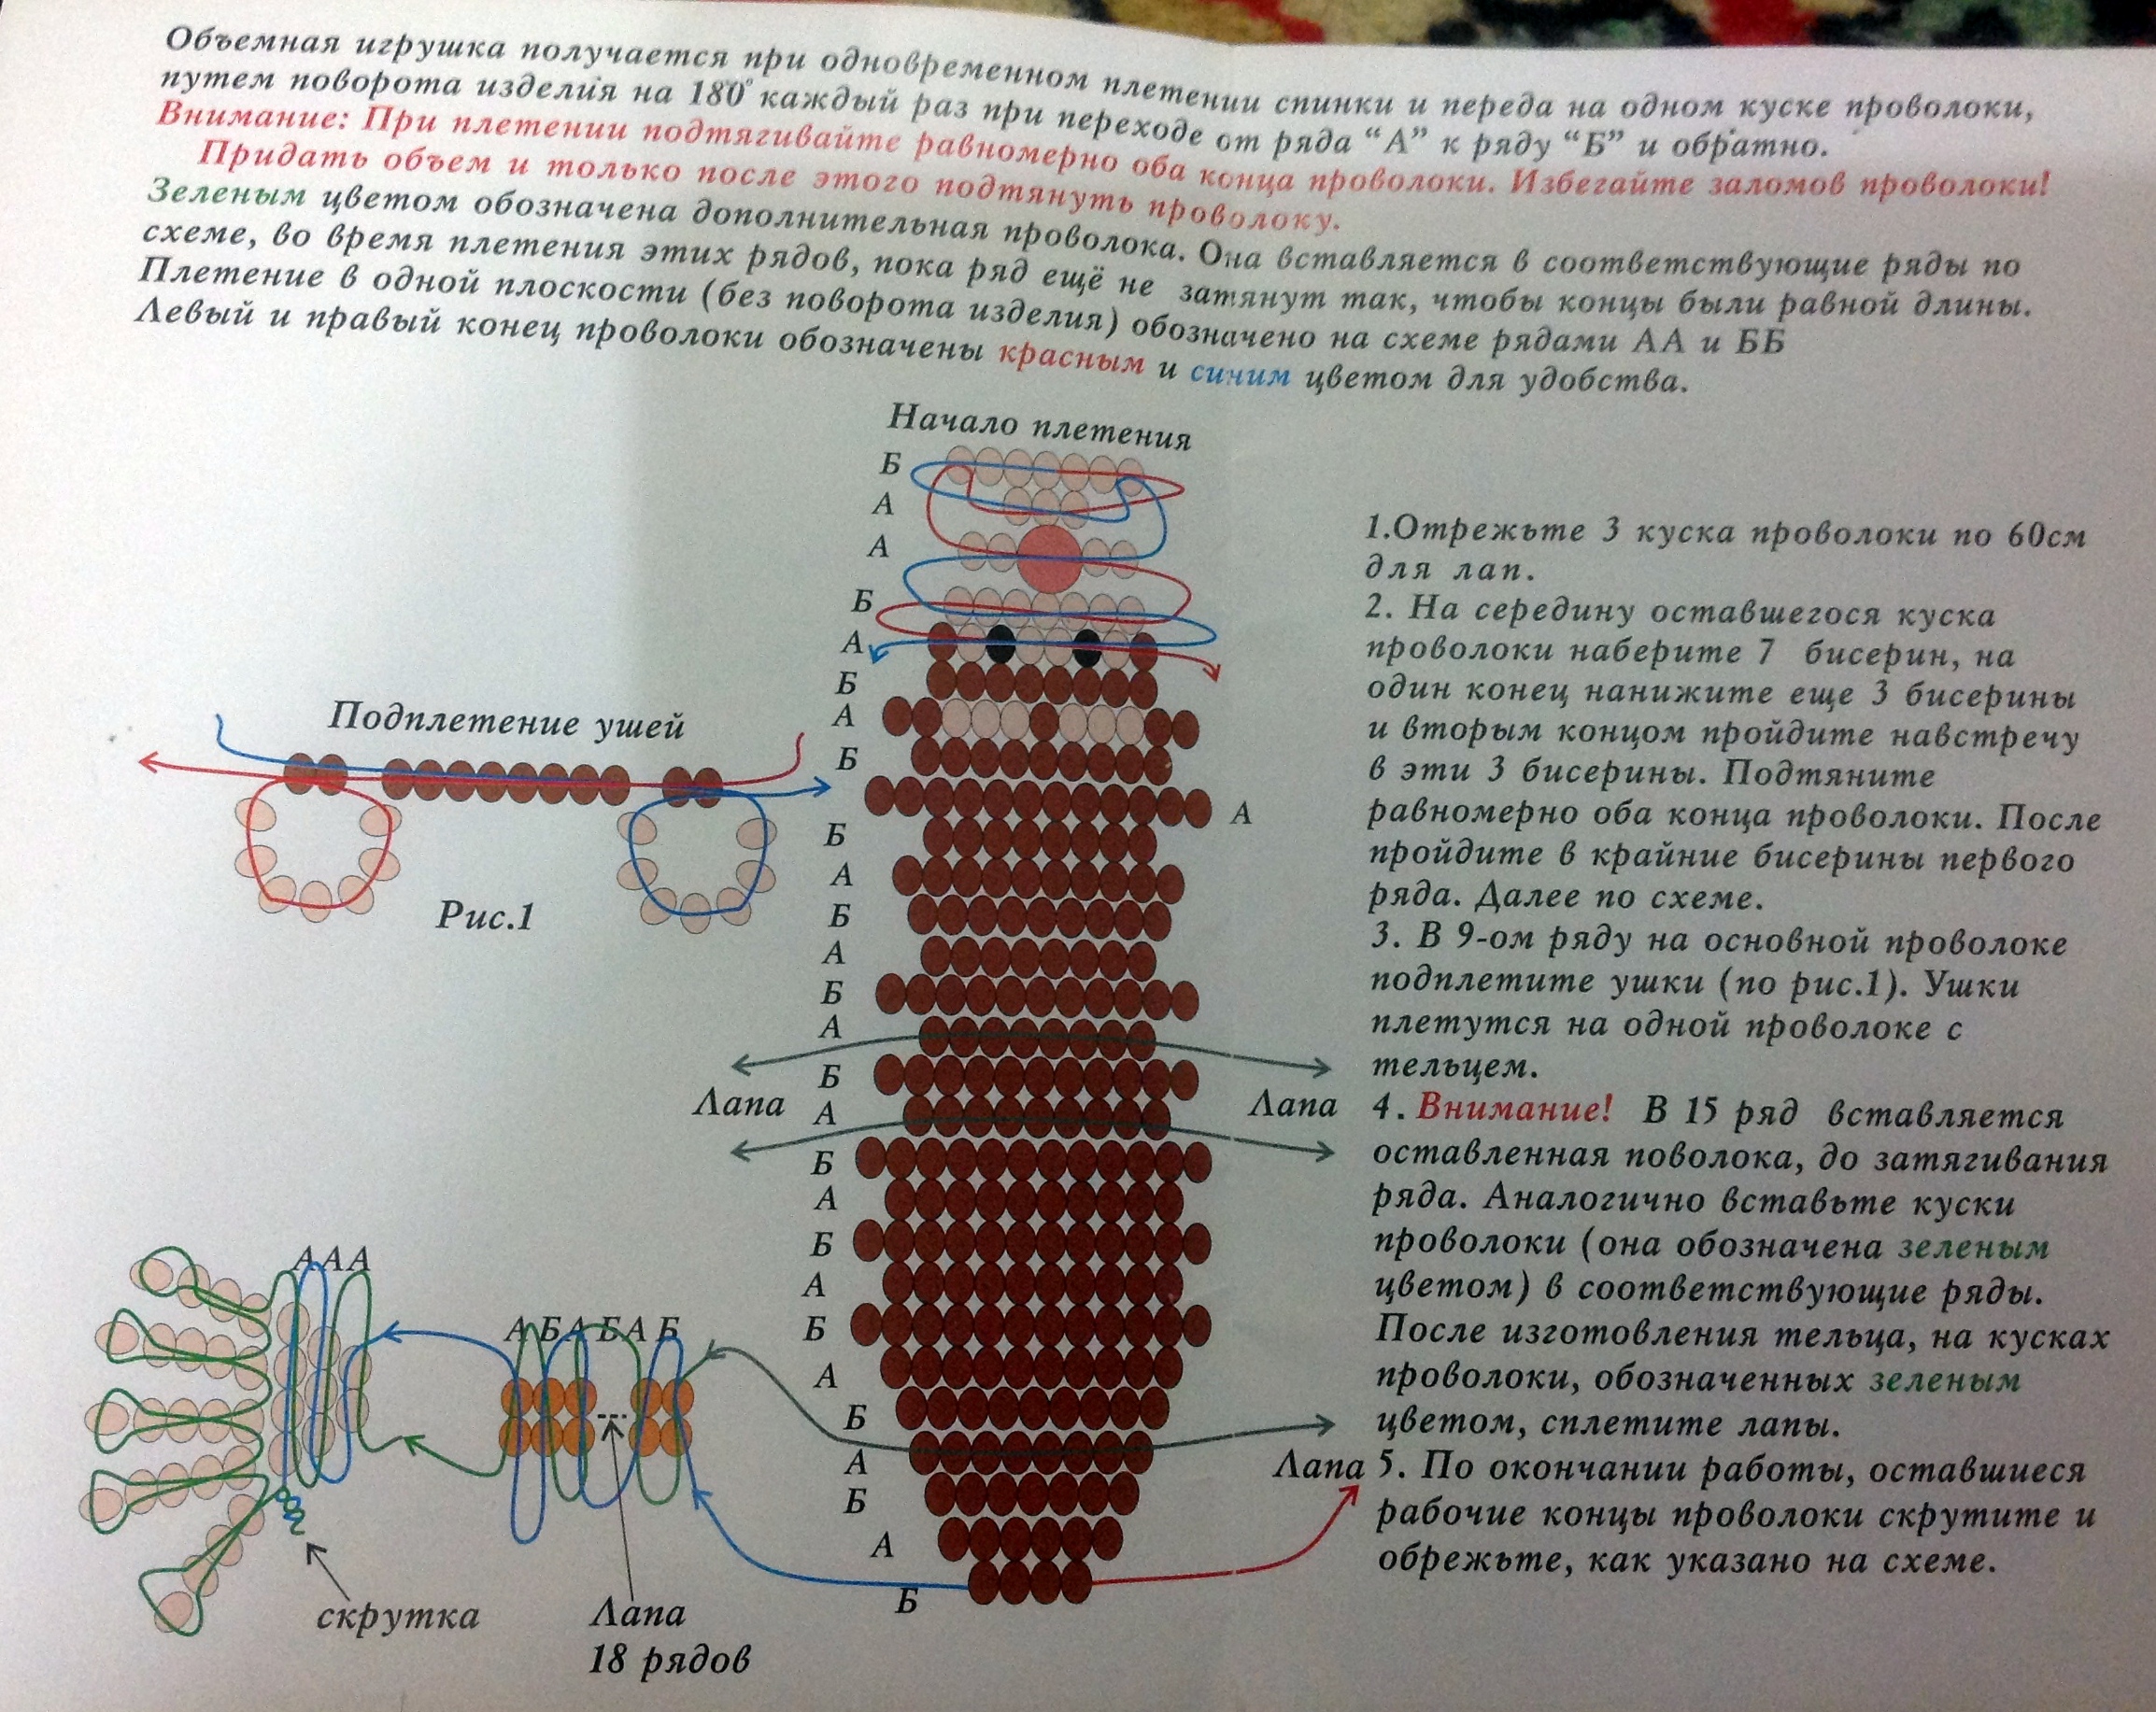 Объемная игрушка получается при одновременном плетении спинки и переда на одном куске проволоки,
путем поворота изделия на 180° каждый раз при переходе от ряда “А” к ряду “Б” и обратно.
Внимание: При плетении подтягивайте равномерно оба конца проволоки. Избегайте заломов проволоки!
Придать объем и только после этого подтянуть проволоку.
Зеленым цветом обозначена дополнительная проволока. Она вставляется в соответствующие ряды по
схеме, во время плетения этих рядов, пока ряд ещё не затянут так, чтобы концы были равной длины.
Плетение в одной плоскости (без поворота изделия) обозначено на схеме рядами АА и ББ
Левый и правый конец проволоки обозначены красным и синим цветом для удобства.
Начало плетения
Б
А
А
Б
А
Б
А
Б
А
Б
А
Б
А
Б
А
Б
А
Б
А
Б
А
Б
А
Б
А
Б
А
Б
Подплетение ушей
Рис.1
Лапа
Лапа
ААА
АБА БА Б
Лапа
скрутка
Лапа
18 рядов
1.Отрежьте 3 куска проволоки по 60см
для лап.
2. На середину оставшегося куска
проволоки наберите 7 бисерин, на
один конец нанижите еще 3 бисерины
и вторым концом пройдите навстречу
в эти 3 бисерины. Подтяните
равномерно оба конца проволоки. После
пройдите в крайние бисерины первого
ряда. Далее по схеме.
3. В 9-ом ряду на основной проволоке
подплетите ушки (по рис.1). Ушки
плетутся на одной проволоке с
тельцем.
4. Внимание! В 15 ряд вставляется
оставленная поволока, до затягивания
ряда. Аналогично вставьте куски
проволоки (она обозначена зеленым
цветом) в соответствующие ряды.
После изготовления тельца, на кусках
проволоки, обозначенных зеленым
цветом, сплетите лапы.
5. По окончании работы, оставшиеся
рабочие концы проволоки скрутите и
обрежьте, как указано на схеме.